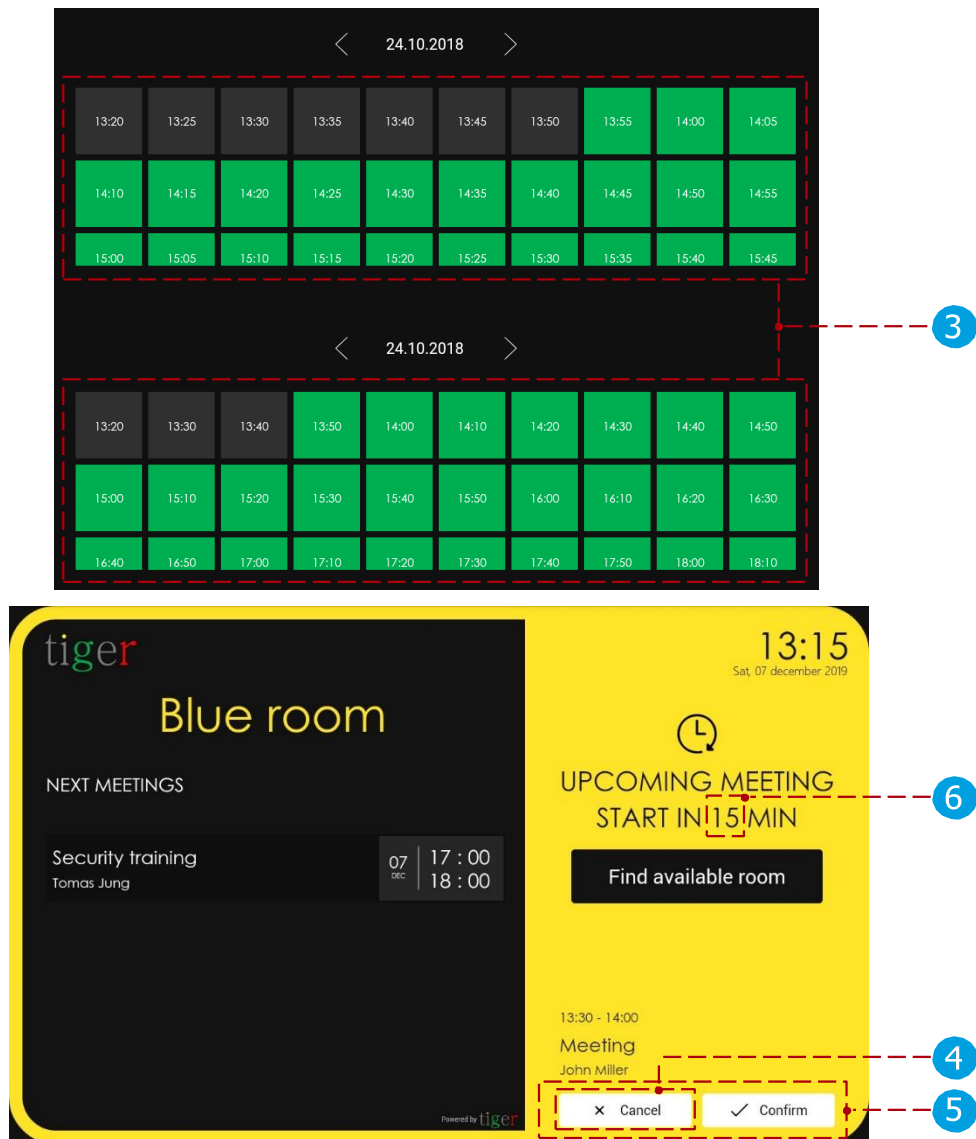 24.10.2018
13:20 13:25 13:30 13:35 13:40 13:45 13:50 13:55 14:00 14:05
14:10 14:15 14:20 14:25 14:30 14:35 14:40 14:45 14:50 14:55
15:00 15:05 15:10 15:15 15:20 15:25 15:30 15:35 15:40 15:45
3
24.10.2018
13:20 13:30 13:40 13:50 14:00 14:10 14:20 14:30 14:40 14:50
15:00 15:10 15:20 15:30 15:40 15:50 16:00 16:10 16:20 16:30
16:40 16:50 17:00 17:10 17:20 17:30 17:40 17:50 18:00 18:10
tiger
Blue room
NEXT MEETINGS
Security training
Tomas Jung
07
DEC
17 : 00
18 : 00
Powered by tiger
13:15
Sat, 07 december 2019
UPCOMING MEETING
START IN 15 MIN
6
Find available room
13:30 - 14:00
Meeting
John Miller
4
Cancel
Confirm
5